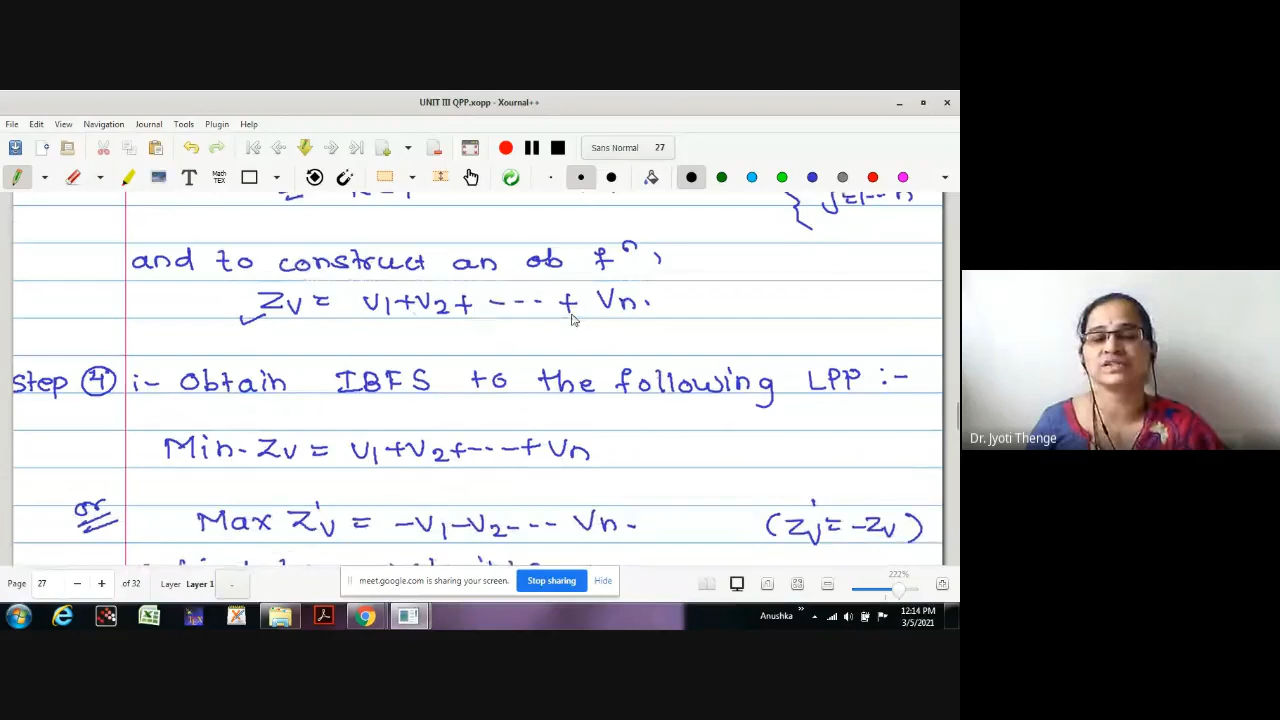 UNIT III QPP.xopp - Xournal++
File Edit View Navigation Journal Tools Plugin Help
Sans Normal 27
and to construct an ob fⁿ,
Zv = v1+v2+ ---+ Vn.
Step ④ :- Obtain IBFS to the following LPP :-
Min. Zv = v1+v2+---+ Vn
or Max Z'v = -v1-v2--- Vn. (Z'v = -Zv)
Dr. Jyoti Thenge
Page 27 of 32 Layer Layer 1
meet.google.com is sharing your screen. Stop sharing Hide
222%
Anushka
12:14 PM
3/5/2021